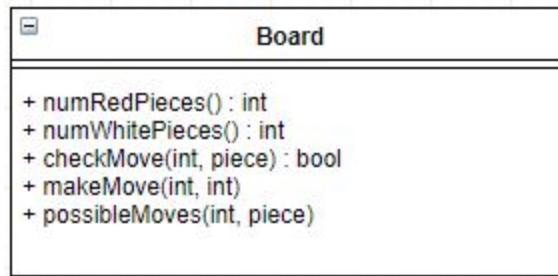 Board
+ numRedPieces() : int
+ numWhitePieces() : int
+ checkMove(int, piece) : bool
+ makeMove(int, int)
+ possibleMoves(int, piece)